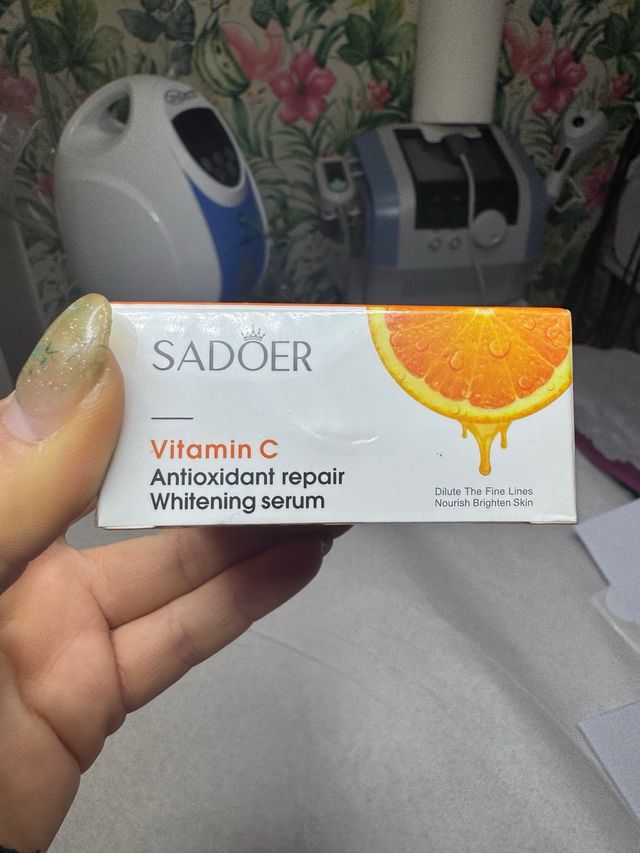 SADOER
Vitamin C
Antioxidant repair
Whitening serum
Dilute The Fine Lines
Nourish Brighten Skin